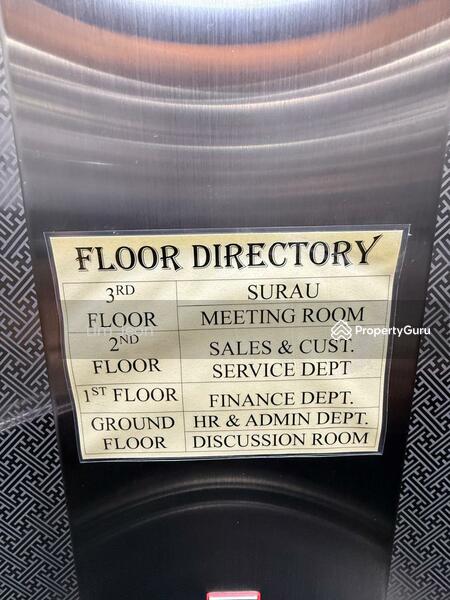 FLOOR DIRECTORY
3RD FLOOR SURAU
MEETING ROOM
2ND FLOOR SALES & CUST.
SERVICE DEPT
1ST FLOOR FINANCE DEPT.
GROUND FLOOR HR & ADMIN DEPT.
DISCUSSION ROOM
PropertyGuru